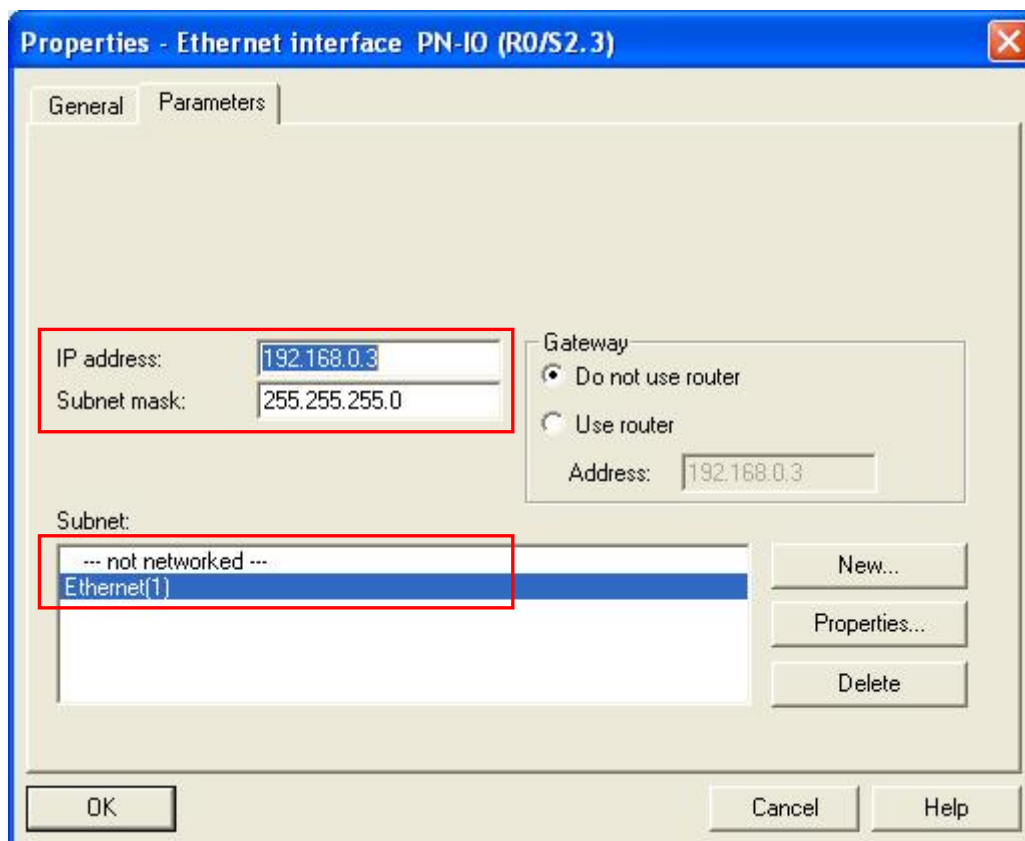 Properties - Ethernet interface PN-IO (R0/S2.3)
General Parameters
IP address: 192.168.0.3
Subnet mask: 255.255.255.0
Gateway
Do not use router
Use router
Address: 192.168.0.3
Subnet:
--- not networked ---
Ethernet(1)
New...
Properties...
Delete
OK Cancel Help